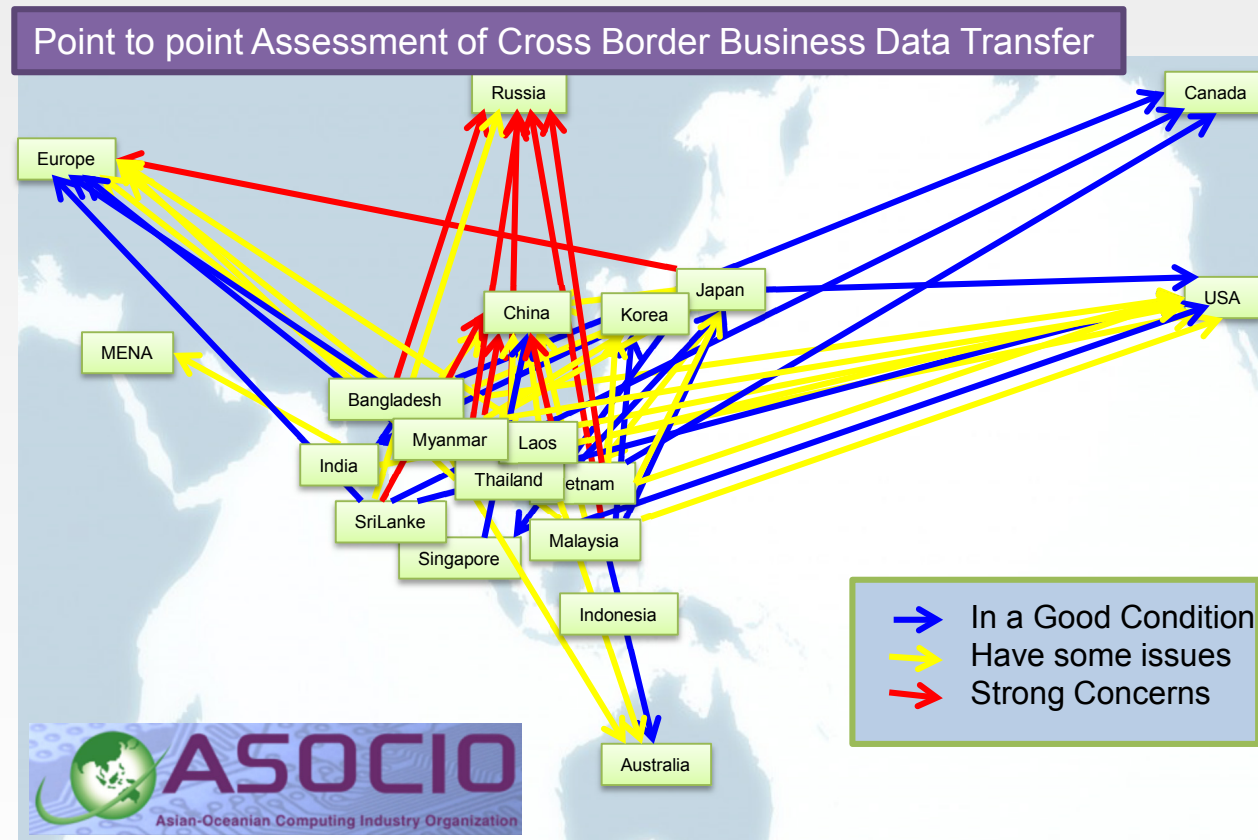 Point to point Assessment of Cross Border Business Data Transfer
Russia
Canada
Europe
Japan
USA
China
Korea
MENA
Bangladesh
Myanmar
Laos
India
Thailand
etnam
SriLanke
Malaysia
Singapore
Indonesia
In a Good Condition
Have some issues
Strong Concerns
Australia
ASOCIO
Asian-Oceanian Computing Industry Organization